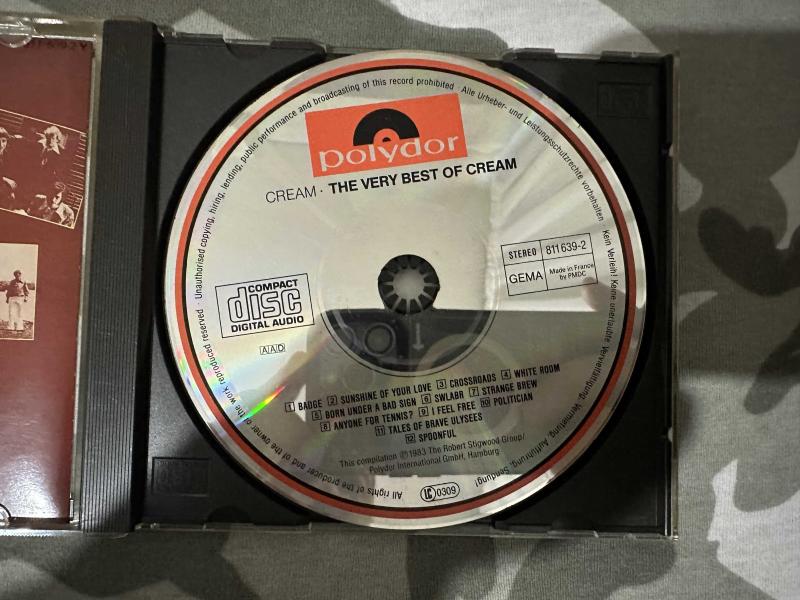 Unauthorised copying, hiring, lending, public performance and broadcasting of this record prohibited · Alle Urheber- und Leistungsschutzrechte vorbehalten · Kein Verleih! Keine unerlaubte Vervielfältigung, Vermietung, Aufführung, Sendung!
All rights of the producer and of the owner of the work reproduced reserved ·
polydor
CREAM · THE VERY BEST OF CREAM
STEREO 811 639-2
GEMA Made in France
by PMDC
COMPACT
disc
DIGITAL AUDIO
AAD
1 BADGE 2 SUNSHINE OF YOUR LOVE 3 CROSSROADS 4 WHITE ROOM
5 BORN UNDER A BAD SIGN 6 SWLABR 7 STRANGE BREW
8 ANYONE FOR TENNIS? 9 I FEEL FREE 10 POLITICIAN
11 TALES OF BRAVE ULYSEES
12 SPOONFUL
This compilation ℗ 1983 The Robert Stigwood Group/
Polydor International GmbH, Hamburg
LC 0309